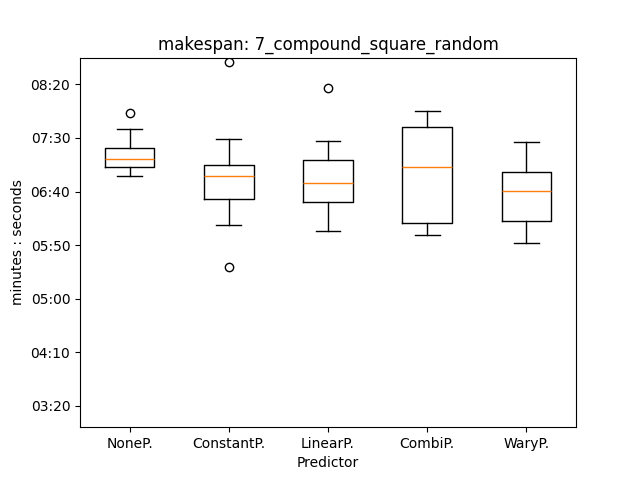 makespan: 7_compound_square_random
minutes : seconds
08:20
07:30
06:40
05:50
05:00
04:10
03:20
NoneP. ConstantP. LinearP. CombiP. WaryP.
Predictor